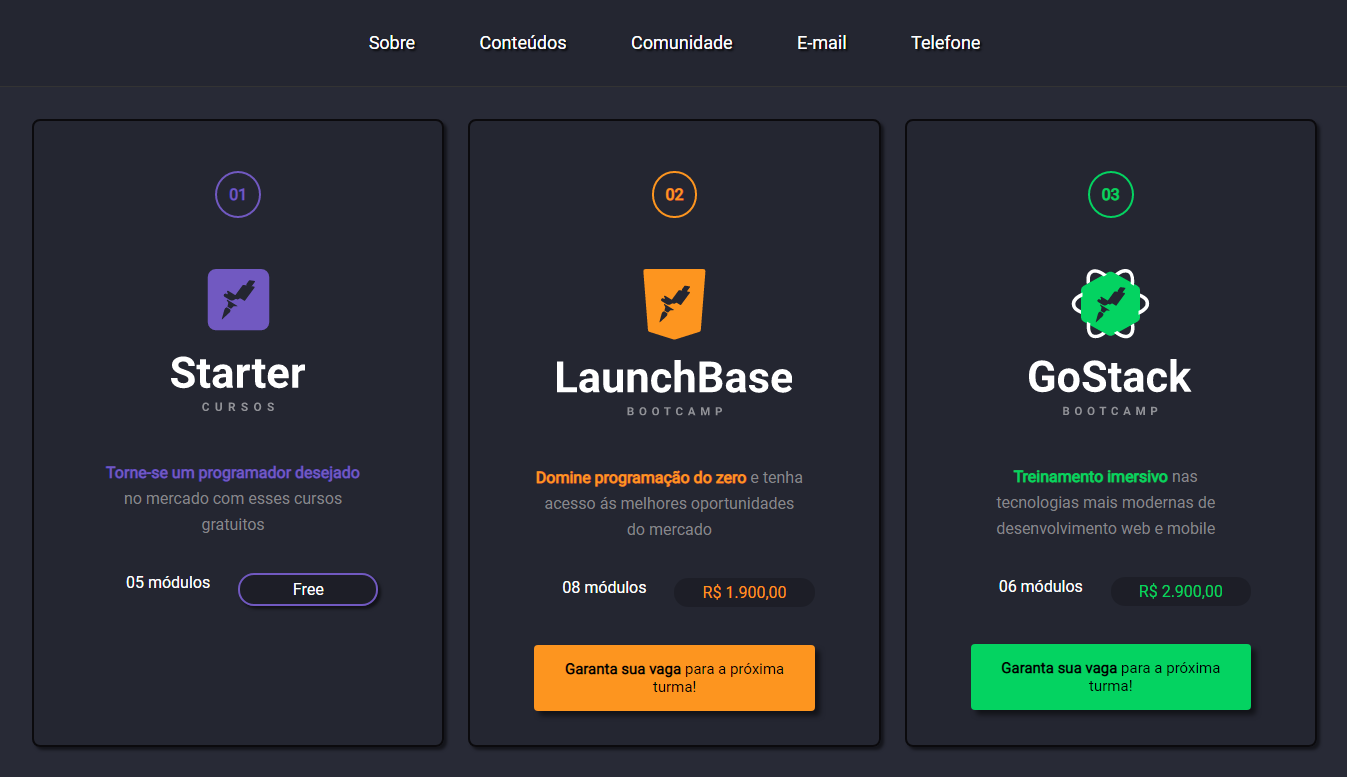 Sobre Conteúdos Comunidade E-mail Telefone
01
Starter
CURSOS
Torne-se um programador desejado
no mercado com esses cursos
gratuitos
05 módulos Free
02
LaunchBase
BOOTCAMP
Domine programação do zero e tenha
acesso ás melhores oportunidades
do mercado
08 módulos R$ 1.900,00
Garanta sua vaga para a próxima
turma!
03
GoStack
BOOTCAMP
Treinamento imersivo nas
tecnologias mais modernas de
desenvolvimento web e mobile
06 módulos R$ 2.900,00
Garanta sua vaga para a próxima
turma!